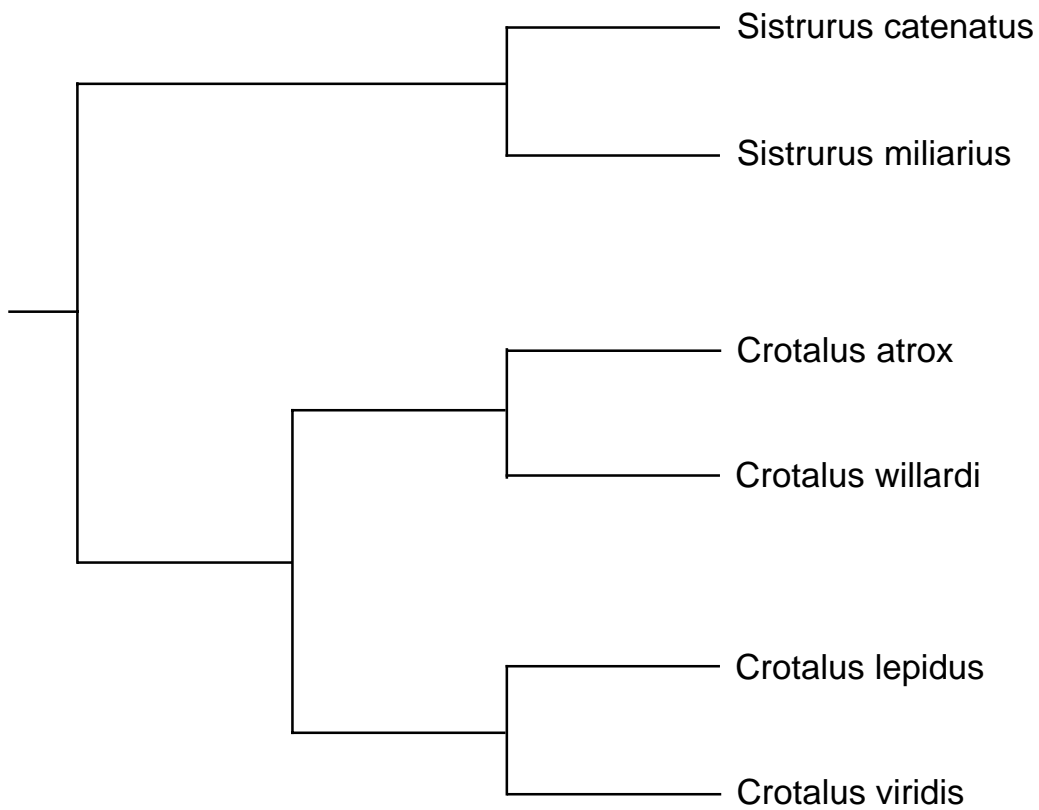 Sistrurus catenatus
Sistrurus miliarius
Crotalus atrox
Crotalus willardi
Crotalus lepidus
Crotalus viridis